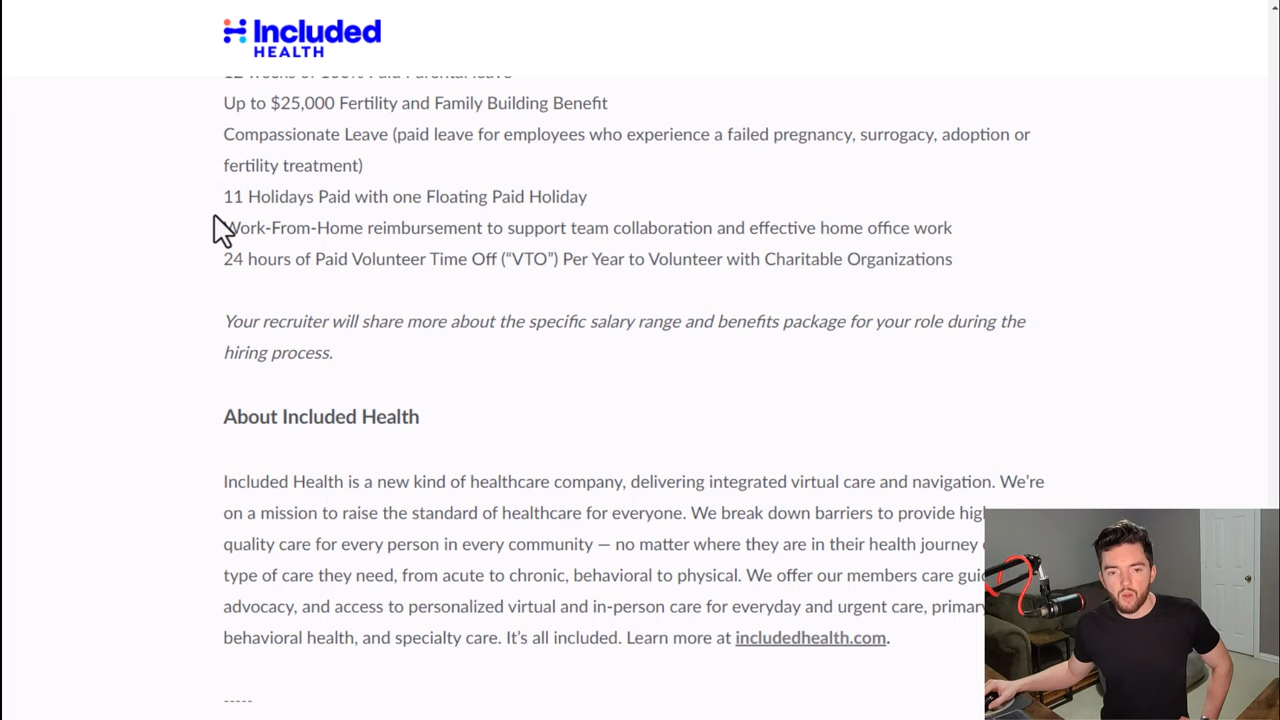 Included
HEALTH
12 weeks of 100% Paid Parental leave
Up to $25,000 Fertility and Family Building Benefit
Compassionate Leave (paid leave for employees who experience a failed pregnancy, surrogacy, adoption or
fertility treatment)
11 Holidays Paid with one Floating Paid Holiday
Work-From-Home reimbursement to support team collaboration and effective home office work
24 hours of Paid Volunteer Time Off (“VTO”) Per Year to Volunteer with Charitable Organizations
Your recruiter will share more about the specific salary range and benefits package for your role during the
hiring process.
About Included Health
Included Health is a new kind of healthcare company, delivering integrated virtual care and navigation. We’re
on a mission to raise the standard of healthcare for everyone. We break down barriers to provide
quality care for every person in every community — no matter where they are in their health journey
type of care they need, from acute to chronic, behavioral to physical. We offer our members care
advocacy, and access to personalized virtual and in-person care for everyday and urgent care, primary
behavioral health, and specialty care. It’s all included. Learn more at includedhealth.com.
-----